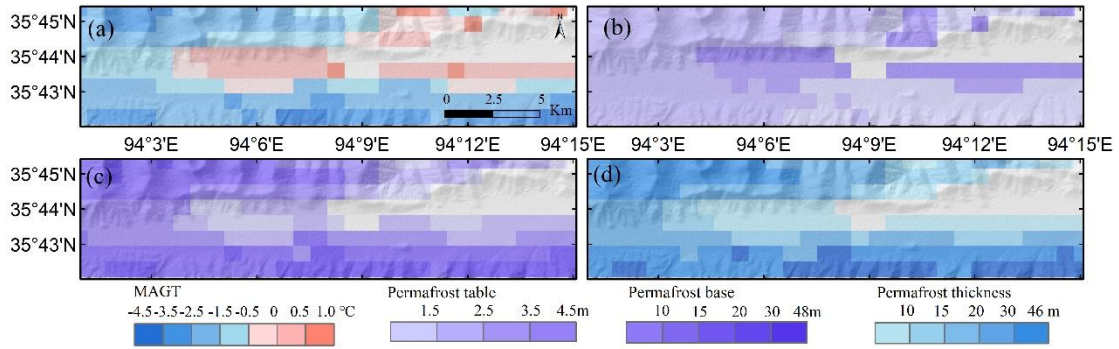 (a)
(b)
N
35°45'N
35°44'N
35°43'N
0 2.5 5
Km
94°3'E 94°6'E 94°9'E 94°12'E 94°15'E 94°3'E 94°6'E 94°9'E 94°12'E 94°15'E
(c)
(d)
35°45'N
35°44'N
35°43'N
MAGT
-4.5 -3.5 -2.5 -1.5 -0.5 0 0.5 1.0 °C
Permafrost table
1.5 2.5 3.5 4.5m
Permafrost base
10 15 20 30 48m
Permafrost thickness
10 15 20 30 46 m